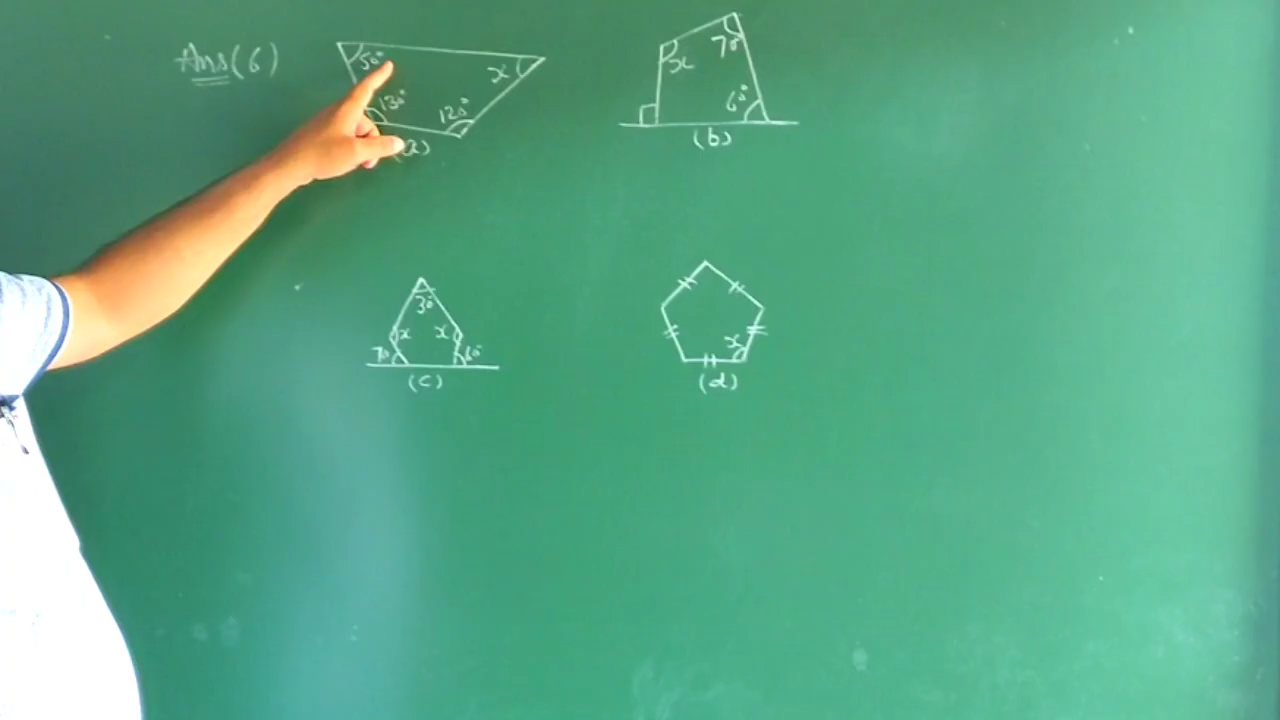 Ans (6)
50° x
130° 120°
(a)
x 70°
60°
(b)
30°
x x
70° 60°
(c)
x
(d)